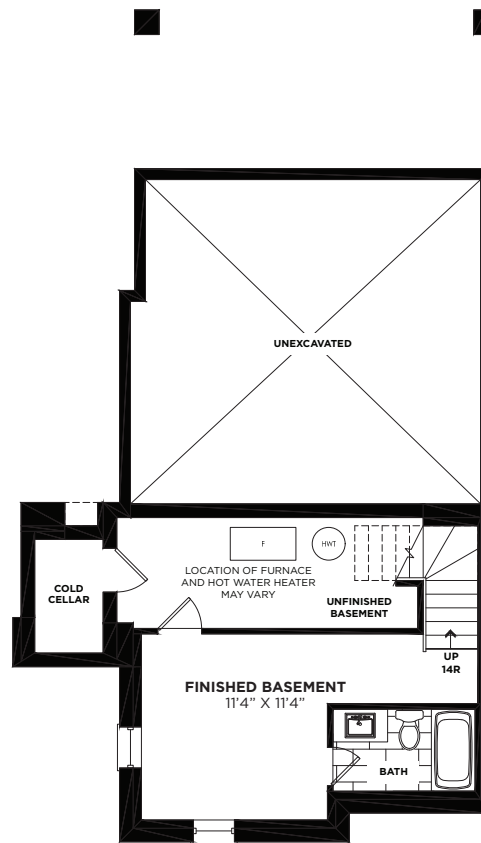 UNEXCAVATED
F
HWT
LOCATION OF FURNACE
AND HOT WATER HEATER
MAY VARY
COLD
CELLAR
UNFINISHED
BASEMENT
UP
14R
FINISHED BASEMENT
11'4” X 11'4”
BATH